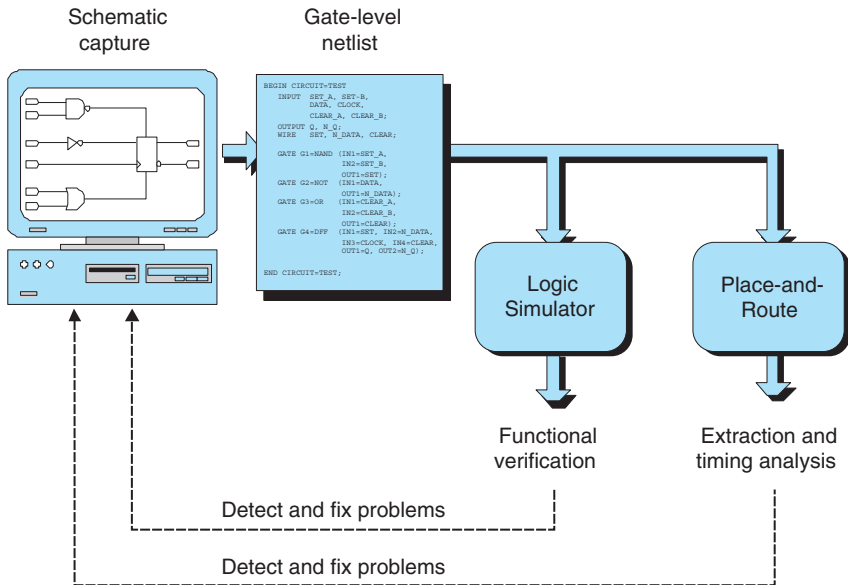 Schematic
capture
Gate-level
netlist
BEGIN CIRCUIT=TEST
INPUT SET_A, SET-B,
DATA, CLOCK,
CLEAR_A, CLEAR_B;
OUTPUT Q, N_Q;
WIRE SET, N_DATA, CLEAR;
GATE G1=NAND (IN1=SET_A,
IN2=SET_B,
OUT1=SET);
GATE G2=NOT (IN1=DATA,
OUT1=N_DATA);
GATE G3=OR (IN1=CLEAR_A,
IN2=CLEAR_B,
OUT1=CLEAR);
GATE G4=DFF (IN1=SET, IN2=N_DATA,
IN3=CLOCK, IN4=CLEAR,
OUT1=Q, OUT2=N_Q);
END CIRCUIT=TEST;
Logic
Simulator
Place-and-
Route
Functional
verification
Extraction and
timing analysis
Detect and fix problems
Detect and fix problems